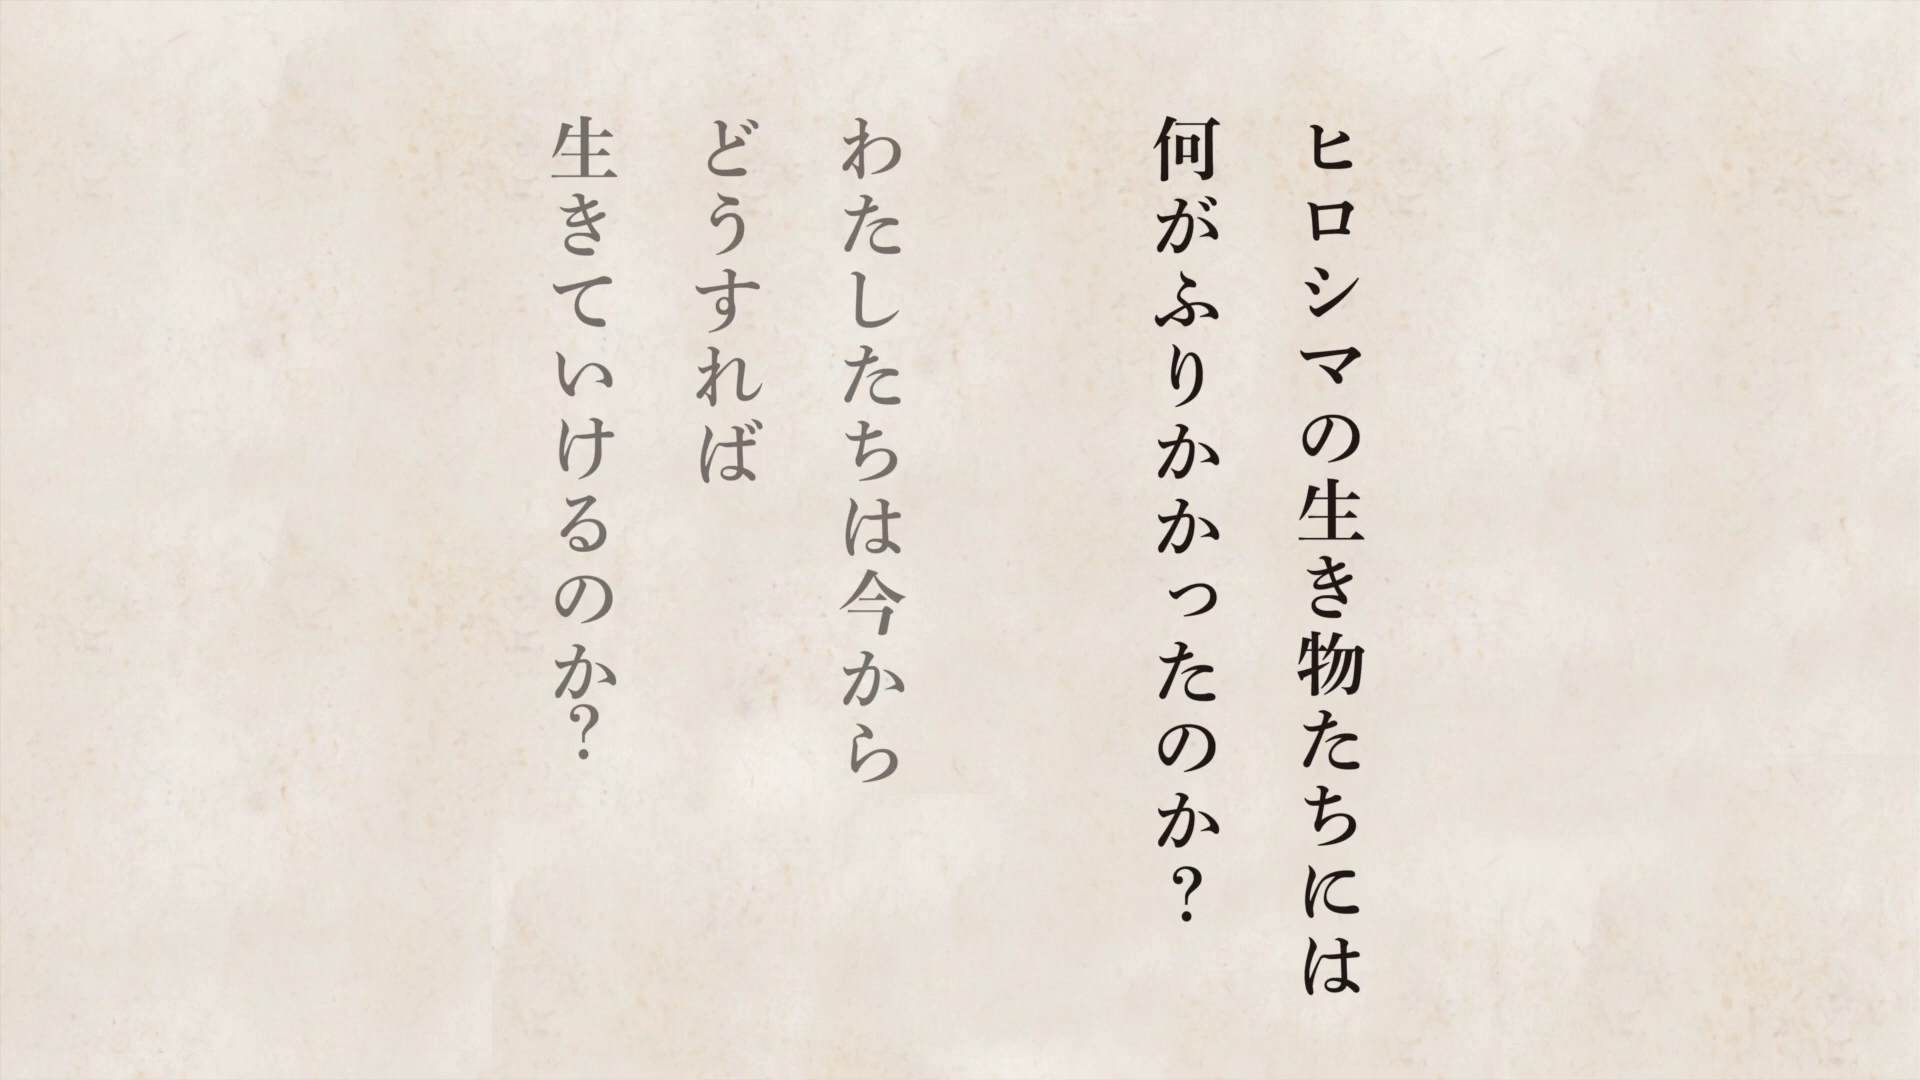 ヒロシマの生き物たちには
何がふりかかったのか?
わたしたちは今から
どうすれば
生きていけるのか?